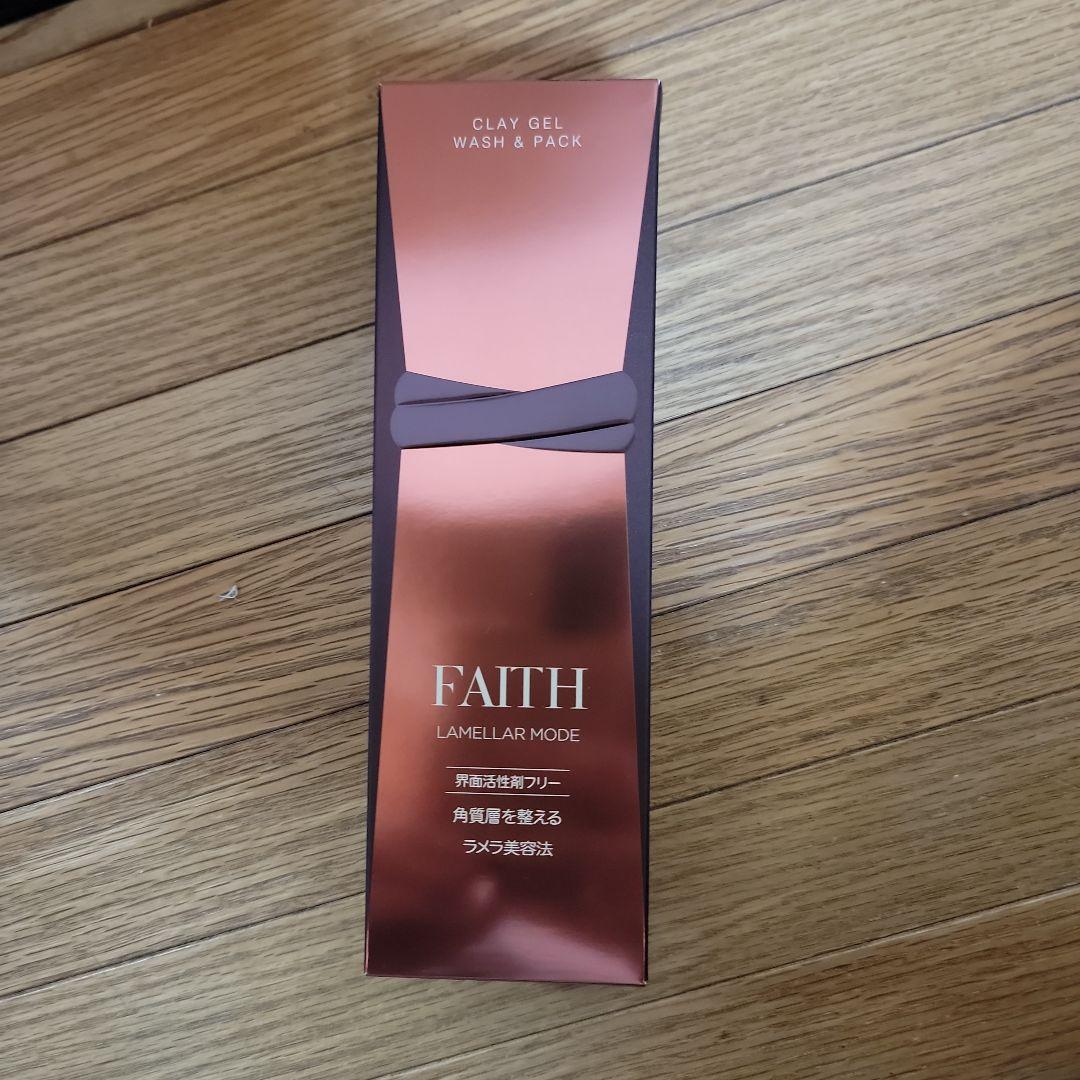 CLAY GEL
WASH & PACK
FAITH
LAMELLAR MODE
界面活性剤フリー
角質層を整える
ラメラ美容法